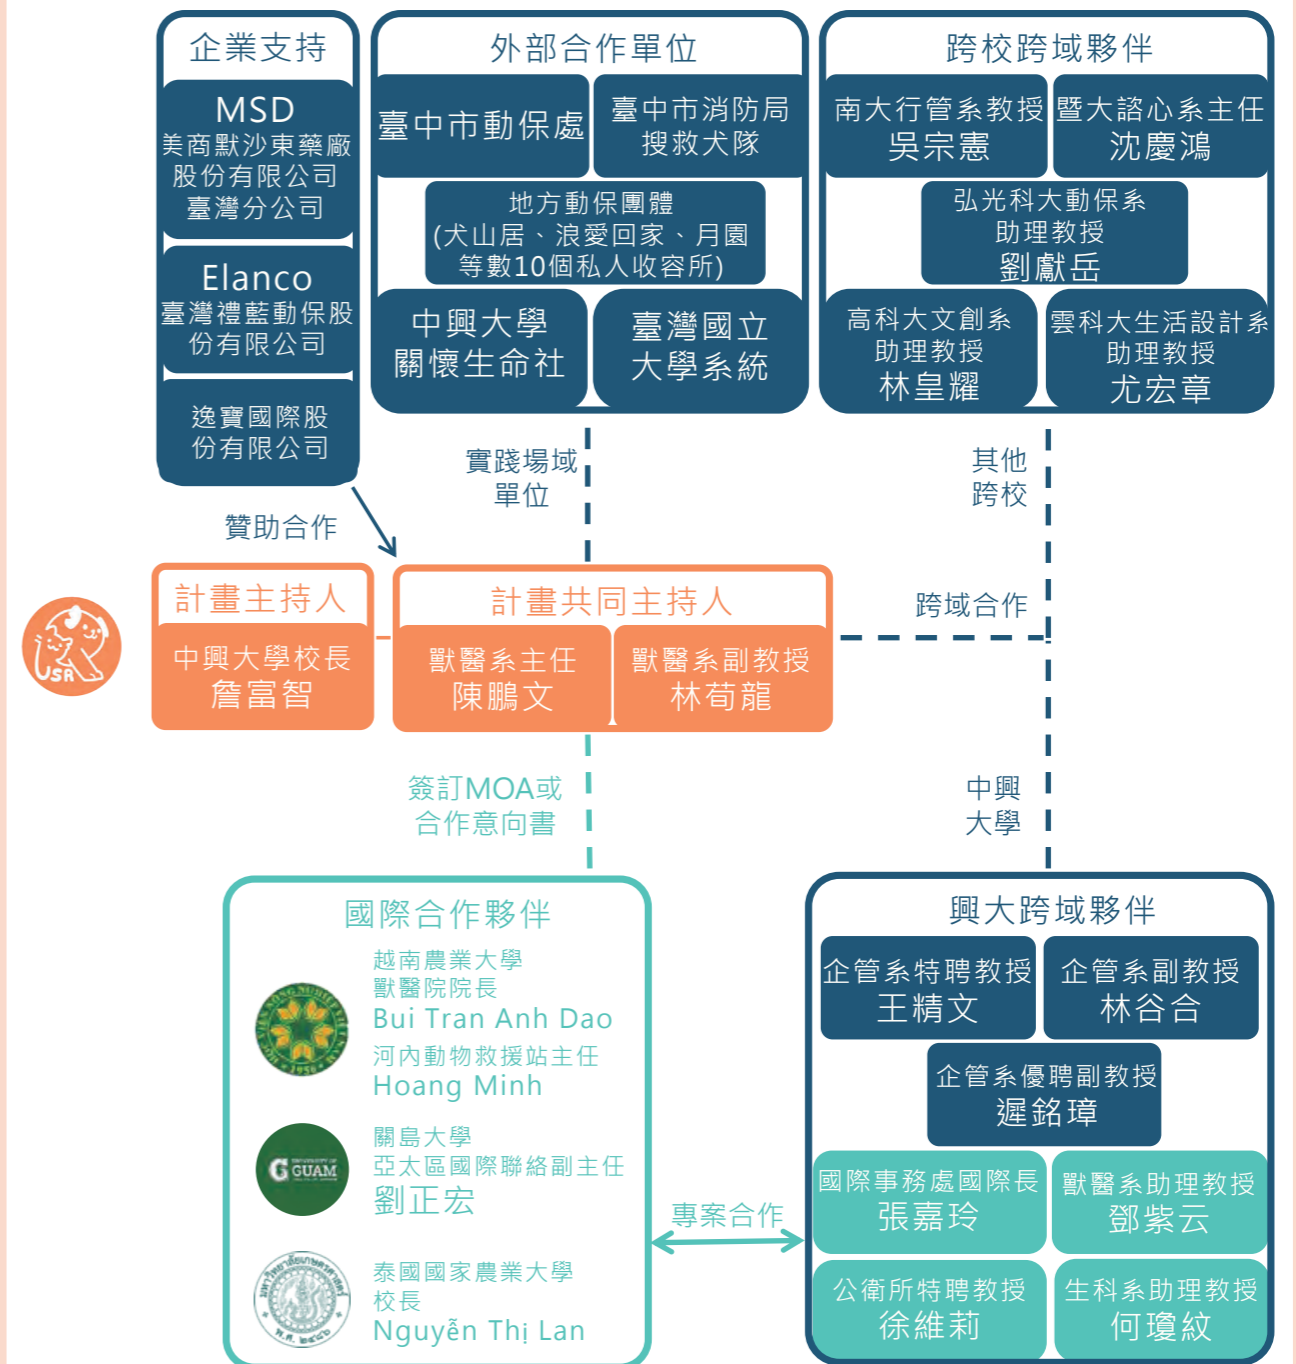 企業支持
MSD
美商默沙東藥廠
股份有限公司
臺灣分公司
Elanco
臺灣禮藍動保股
份有限公司
逸寶國際股
份有限公司
外部合作單位
臺中市動保處
臺中市消防局
搜救犬隊
地方動保團體
(犬山居、浪愛回家、月園
等數10個私人收容所)
中興大學
關懷生命社
臺灣國立
大學系統
跨校跨域夥伴
南大行管系教授
吳宗憲
暨大諮心系主任
沈慶鴻
弘光科大動保系
助理教授
劉獻岳
高科大文創系
助理教授
林皇耀
雲科大生活設計系
助理教授
尤宏章
贊助合作
實踐場域
單位
其他
跨校
USR
計畫主持人
中興大學校長
詹富智
計畫共同主持人
獸醫系主任
陳鵬文
獸醫系副教授
林荀龍
跨域合作
簽訂MOA或
合作意向書
中興
大學
國際合作夥伴
越南農業大學
獸醫院院長
Bui Tran Anh Dao
河內動物救援站主任
Hoang Minh
UNIVERSITY OF
GUAM
關島大學
亞太區國際聯絡副主任
劉正宏
泰國國家農業大學
校長
Nguyễn Thị Lan
專案合作
興大跨域夥伴
企管系特聘教授
王精文
企管系副教授
林谷合
企管系優聘副教授
遲銘璋
國際事務處國際長
張嘉玲
獸醫系助理教授
鄧紫云
公衛所特聘教授
徐維莉
生科系助理教授
何瓊紋